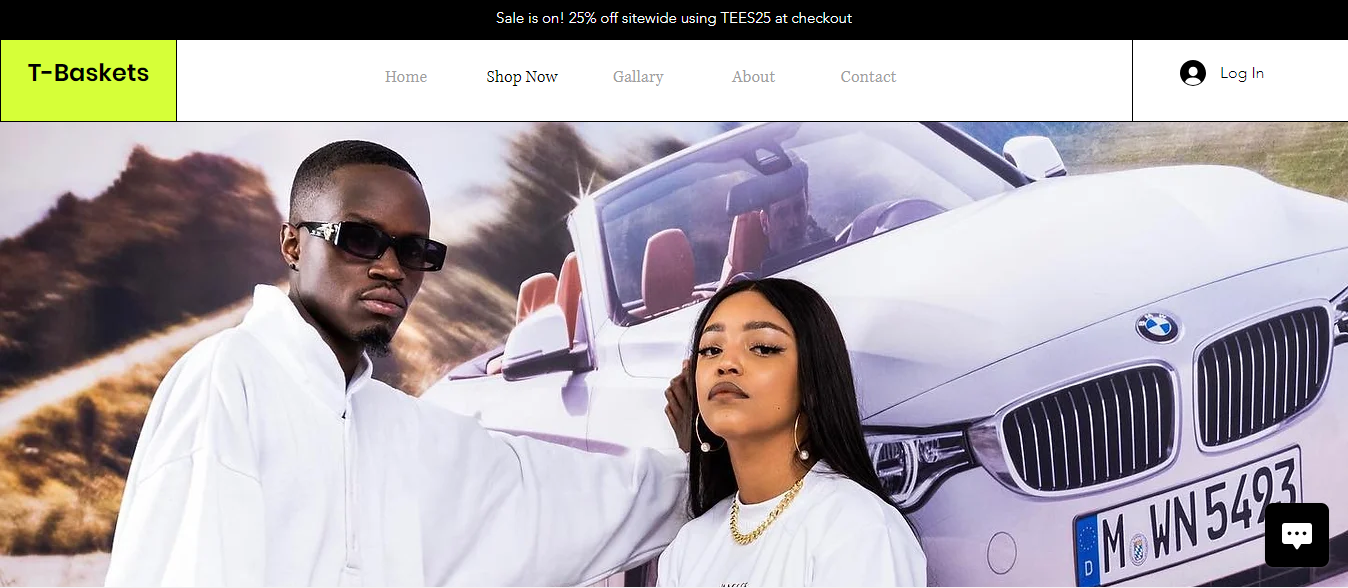 Sale is on! 25% off sitewide using TEES25 at checkout
T-Baskets
Home
Shop Now
Gallary
About
Contact
Log In
M WN 5493
D